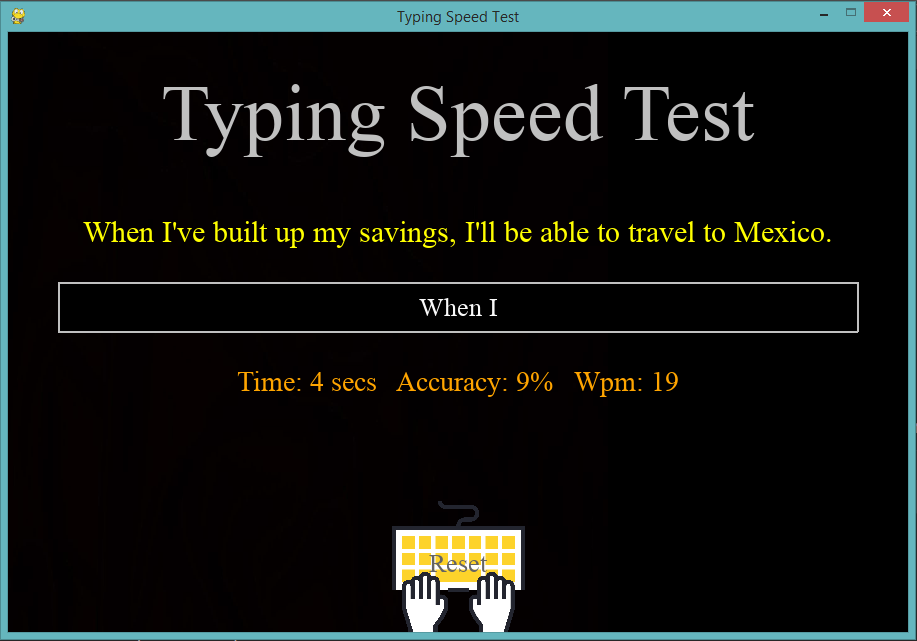 Typing Speed Test
Typing Speed Test
When I've built up my savings, I'll be able to travel to Mexico.
When I
Time: 4 secs   Accuracy: 9%   Wpm: 19
Reset